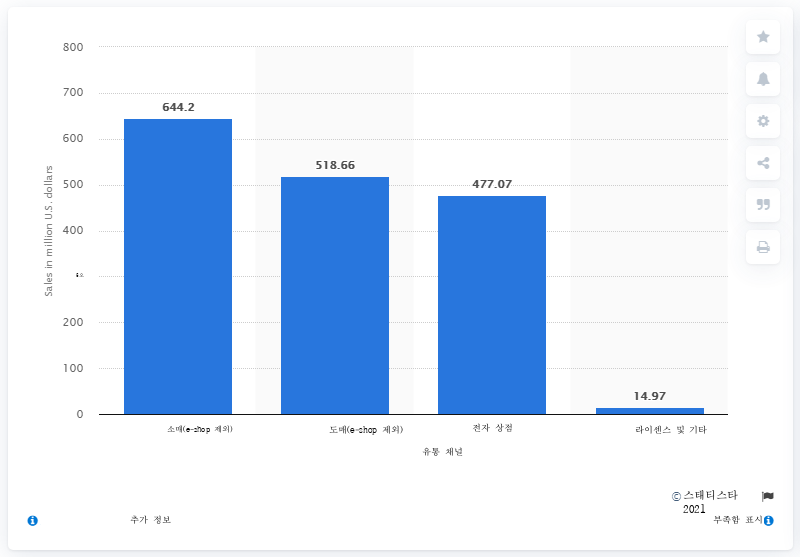 800
700
600
500
400
200
100
0
Sales in million U.S. dollars
644.2
518.66
477.07
14.97
소매(e-shop 제외)
도매(e-shop 제외)
전자 상점
라이센스 및 기타
유통 채널
© 스태티스타
2021
추가 정보
부족함 표시